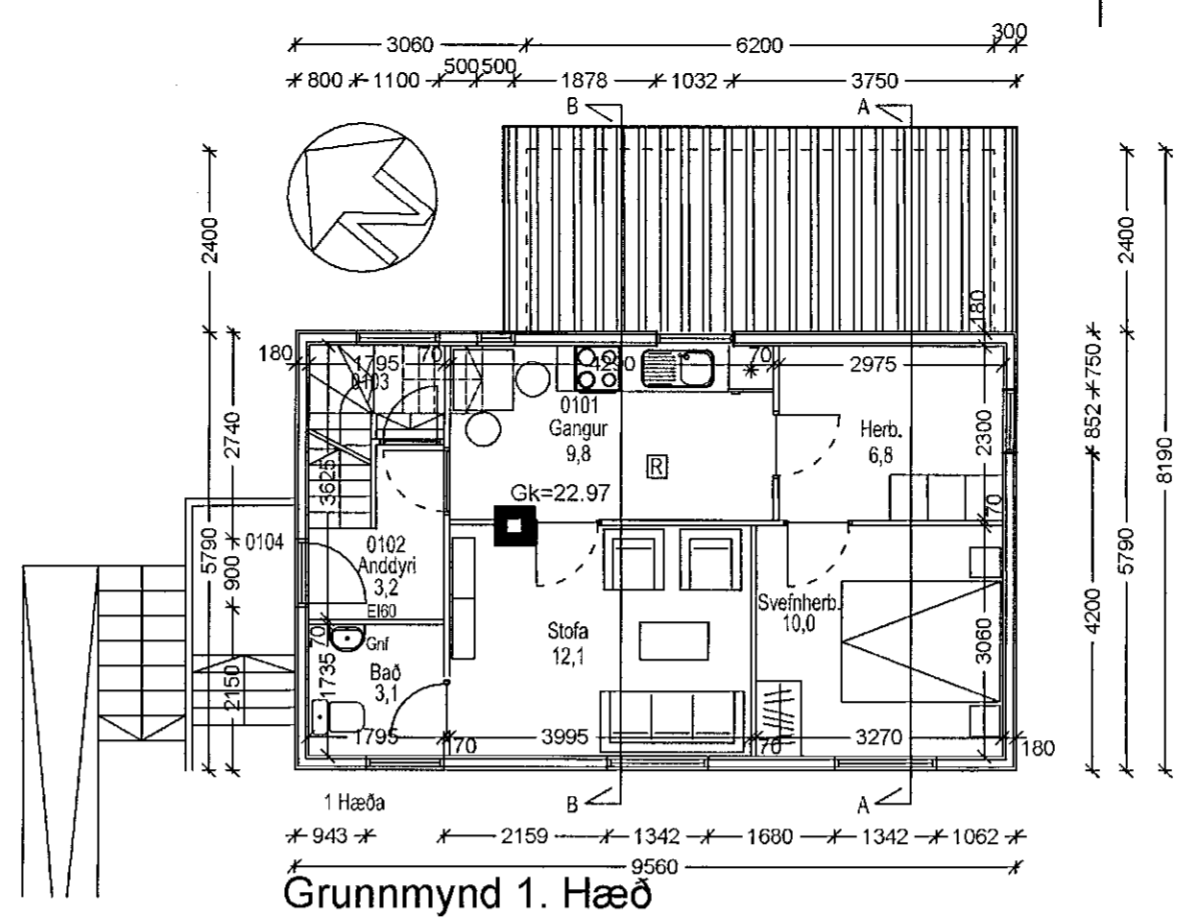 300
3060 6200
800 1100 500 500 1878 1032 3750
B A
2400 2400
180
180 1795 70 4290 70 2975
0103
0101
Gangur
9,8
Herb.
6,8
R
Gk=22.97
2740 3625 2300 852 750
70
8190
0104
0102
Anddyri
3,2
EI60
5790 900 5790 4200
Svefnherb.
10,0
Stofa
12,1
Gnf
Bað
3,1
2150 1735 70 3060
1795 70 3995 70 3270 180
1 Hæða
B A
943 2159 1342 1680 1342 1062
9560
Grunnmynd 1. Hæð